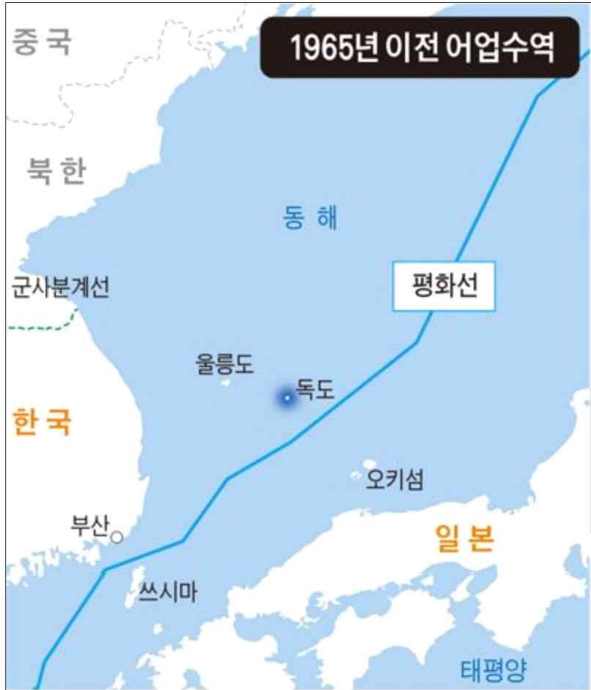 1965년 이전 어업수역
중국
북한
동해
군사분계선
평화선
울릉도
독도
한국
오키섬
부산
일본
쓰시마
태평양